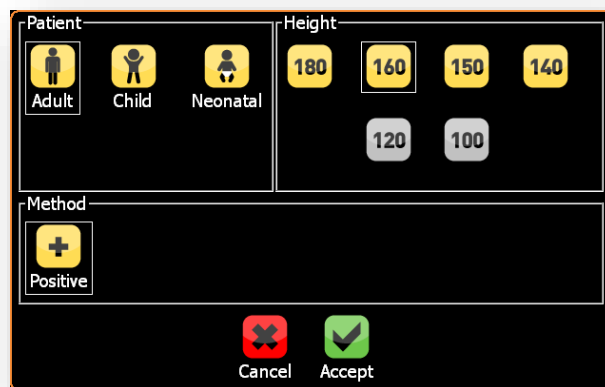 Patient
Adult Child Neonatal
Height
180 160 150 140
120 100
Method
Positive
Cancel Accept